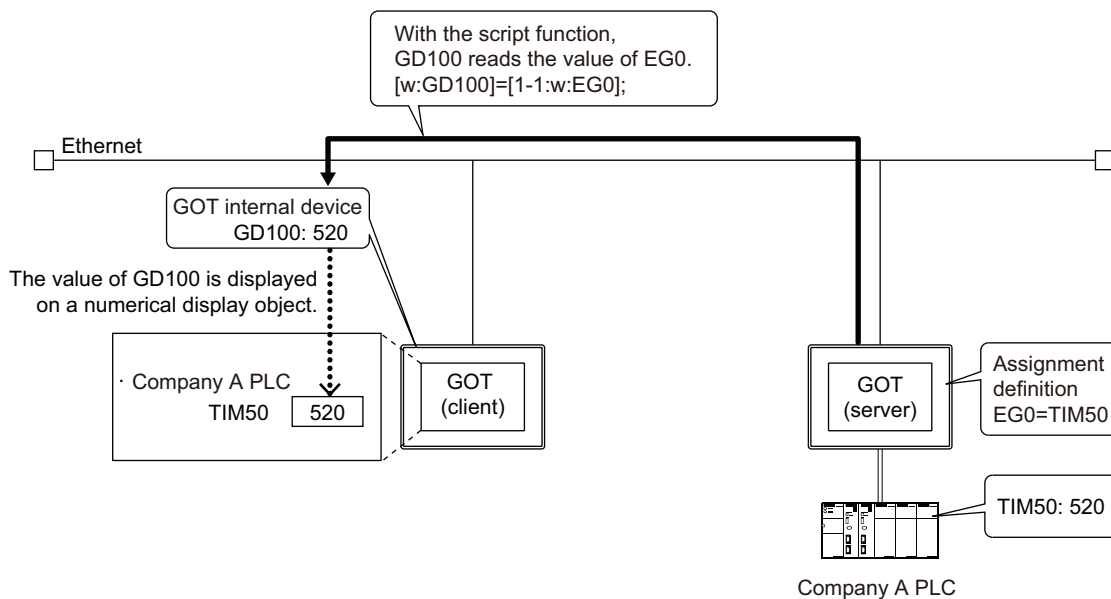 With the script function,
GD100 reads the value of EG0.
[w:GD100]=[1-1:w:EG0];
Ethernet
GOT internal device
GD100: 520
The value of GD100 is displayed
on a numerical display object.
· Company A PLC
TIM50 520
GOT
(client)
GOT
(server)
Assignment
definition
EG0=TIM50
TIM50: 520
Company A PLC